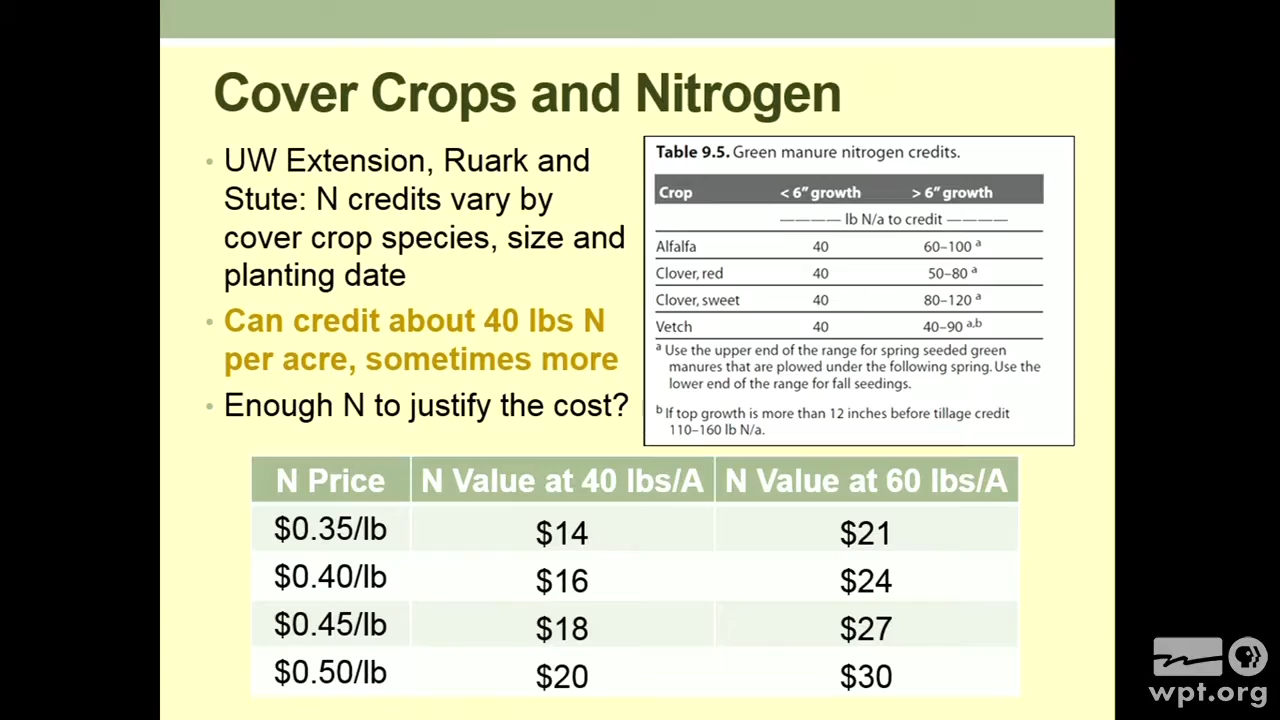 Cover Crops and Nitrogen
• UW Extension, Ruark and
Stute: N credits vary by
cover crop species, size and
planting date
• Can credit about 40 lbs N
per acre, sometimes more
• Enough N to justify the cost?
Table 9.5. Green manure nitrogen credits.
Crop < 6” growth > 6” growth
———— lb N/a to credit ————
Alfalfa 40 60–100 a
Clover, red 40 50–80 a
Clover, sweet 40 80–120 a
Vetch 40 40–90 a,b
a Use the upper end of the range for spring seeded green
manures that are plowed under the following spring. Use the
lower end of the range for fall seedings.
b If top growth is more than 12 inches before tillage credit
110–160 lb N/a.
N Price N Value at 40 lbs/A N Value at 60 lbs/A
$0.35/lb $14 $21
$0.40/lb $16 $24
$0.45/lb $18 $27
$0.50/lb $20 $30
wpt.org